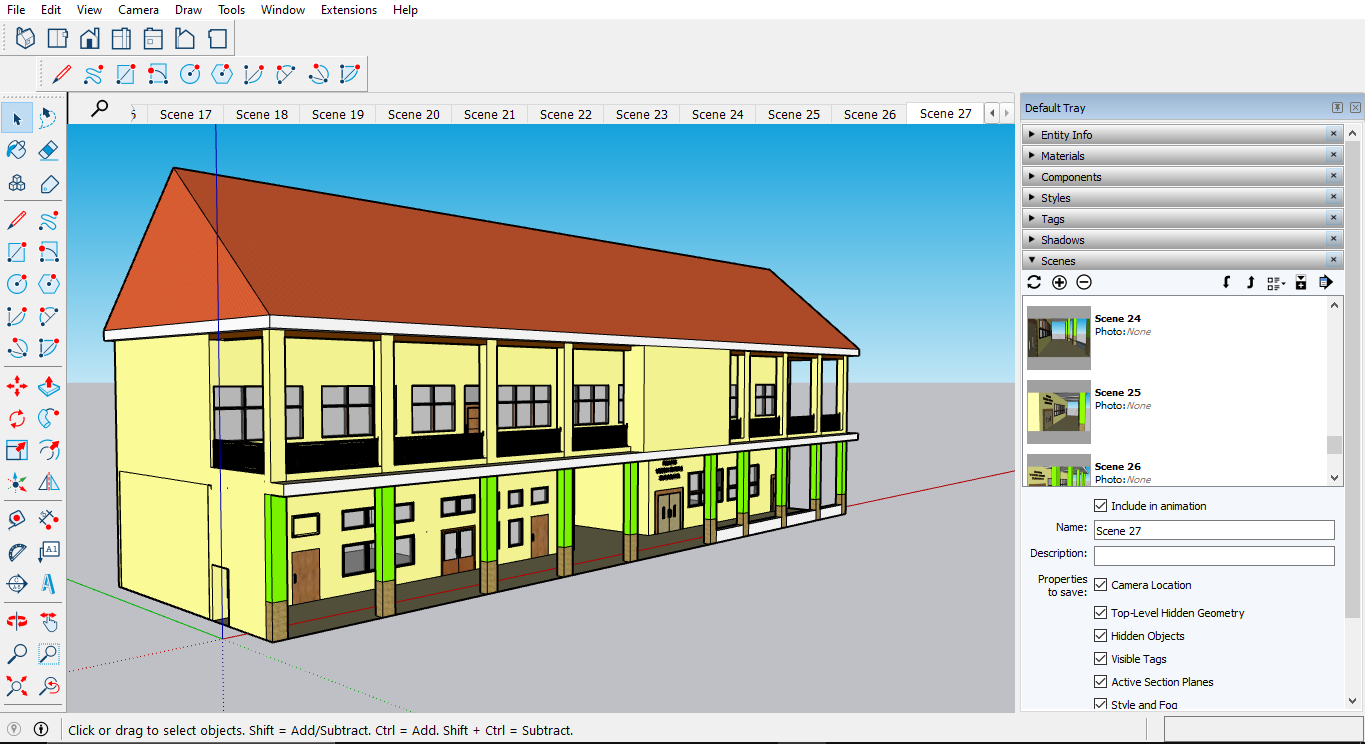 File Edit View Camera Draw Tools Window Extensions Help
Scene 17 Scene 18 Scene 19 Scene 20 Scene 21 Scene 22 Scene 23 Scene 24 Scene 25 Scene 26 Scene 27
Default Tray
Entity Info
Materials
Components
Styles
Tags
Shadows
Scenes
Scene 24
Photo: None
Scene 25
Photo: None
Scene 26
Photo: None
Include in animation
Name: Scene 27
Description:
Properties
to save:
Camera Location
Top-Level Hidden Geometry
Hidden Objects
Visible Tags
Active Section Planes
Style and Fog
A1
Click or drag to select objects. Shift = Add/Subtract. Ctrl = Add. Shift + Ctrl = Subtract.